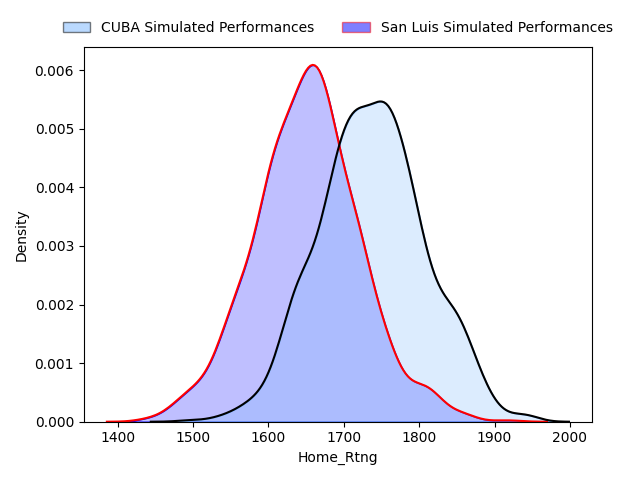 CUBA Simulated Performances San Luis Simulated Performances
0.006
0.005
0.004
0.003
0.002
0.001
0.000
Density
1400 1500 1600 1700 1800 1900 2000
Home_Rtng